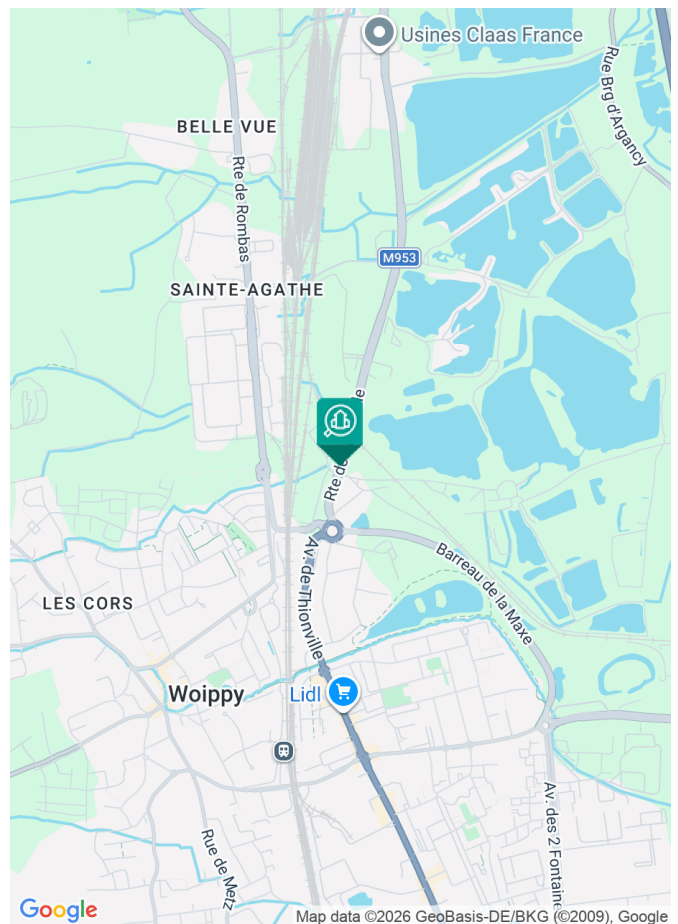 Usines Claas France
Rue Brg d'Argancy
BELLE VUE
Rte de Rombas
M953
SAINTE-AGATHE
Rte de
Av. de Thionville
Barreau de la Maxe
LES CORS
Woippy
Lidl
Av. des 2 Fontaine
Rue de Metz
Google
Map data ©2026 GeoBasis-DE/BKG (©2009), Google